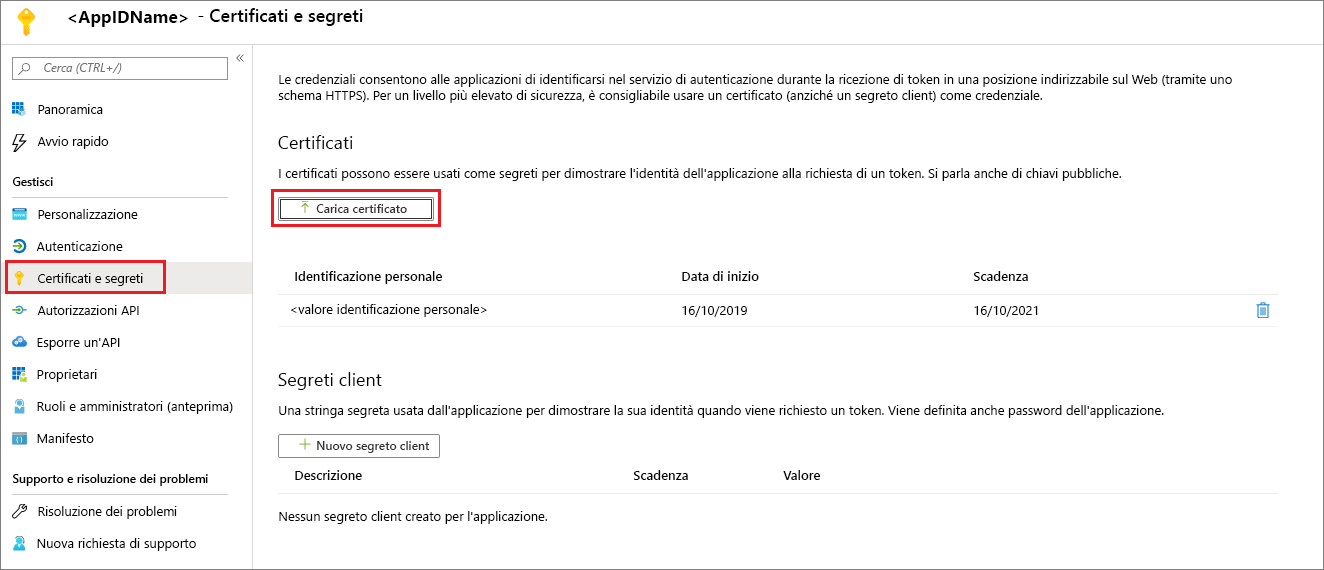 <AppIDName> - Certificati e segreti
Cerca (CTRL+/)
«
Panoramica
Avvio rapido
Gestisci
Personalizzazione
Autenticazione
Certificati e segreti
Autorizzazioni API
Esporre un'API
Proprietari
Ruoli e amministratori (anteprima)
Manifesto
Supporto e risoluzione dei problemi
Risoluzione dei problemi
Nuova richiesta di supporto
Le credenziali consentono alle applicazioni di identificarsi nel servizio di autenticazione durante la ricezione di token in una posizione indirizzabile sul Web (tramite uno
schema HTTPS). Per un livello più elevato di sicurezza, è consigliabile usare un certificato (anziché un segreto client) come credenziale.
Certificati
I certificati possono essere usati come segreti per dimostrare l'identità dell'applicazione alla richiesta di un token. Si parla anche di chiavi pubbliche.
Carica certificato
Identificazione personale Data di inizio Scadenza
<valore identificazione personale> 16/10/2019 16/10/2021
Segreti client
Una stringa segreta usata dall'applicazione per dimostrare la sua identità quando viene richiesto un token. Viene definita anche password dell'applicazione.
Nuovo segreto client
Descrizione Scadenza Valore
Nessun segreto client creato per l'applicazione.